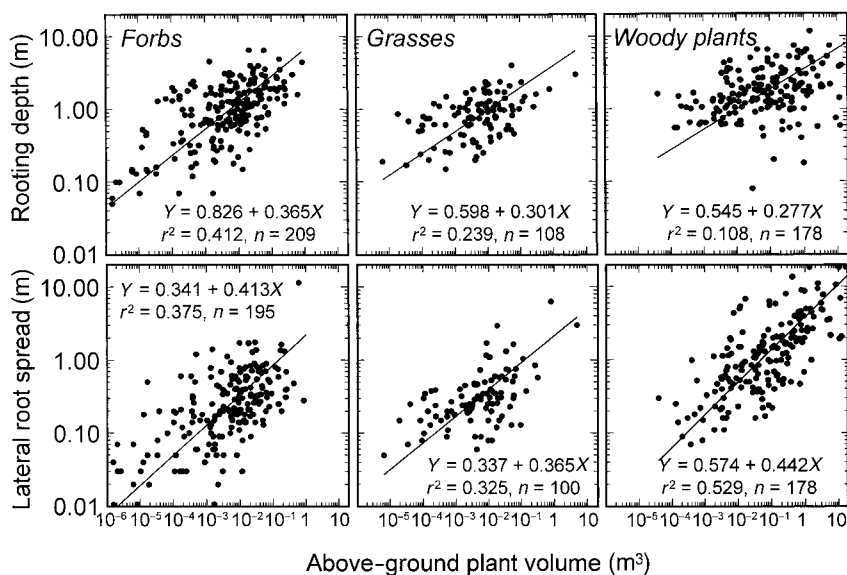 Forbs
Grasses
Woody plants
Rooting depth (m)
10.00
1.00
0.10
0.01
Y = 0.826 + 0.365X
r² = 0.412, n = 209
Y = 0.598 + 0.301X
r² = 0.239, n = 108
Y = 0.545 + 0.277X
r² = 0.108, n = 178
Lateral root spread (m)
10.00
1.00
0.10
0.01
Y = 0.341 + 0.413X
r² = 0.375, n = 195
Y = 0.337 + 0.365X
r² = 0.325, n = 100
Y = 0.574 + 0.442X
r² = 0.529, n = 178
10⁻⁶ 10⁻⁵ 10⁻⁴ 10⁻³ 10⁻² 10⁻¹ 1 10
10⁻⁵ 10⁻⁴ 10⁻³ 10⁻² 10⁻¹ 1 10
10⁻⁵ 10⁻⁴ 10⁻³ 10⁻² 10⁻¹ 1 10
Above–ground plant volume (m³)